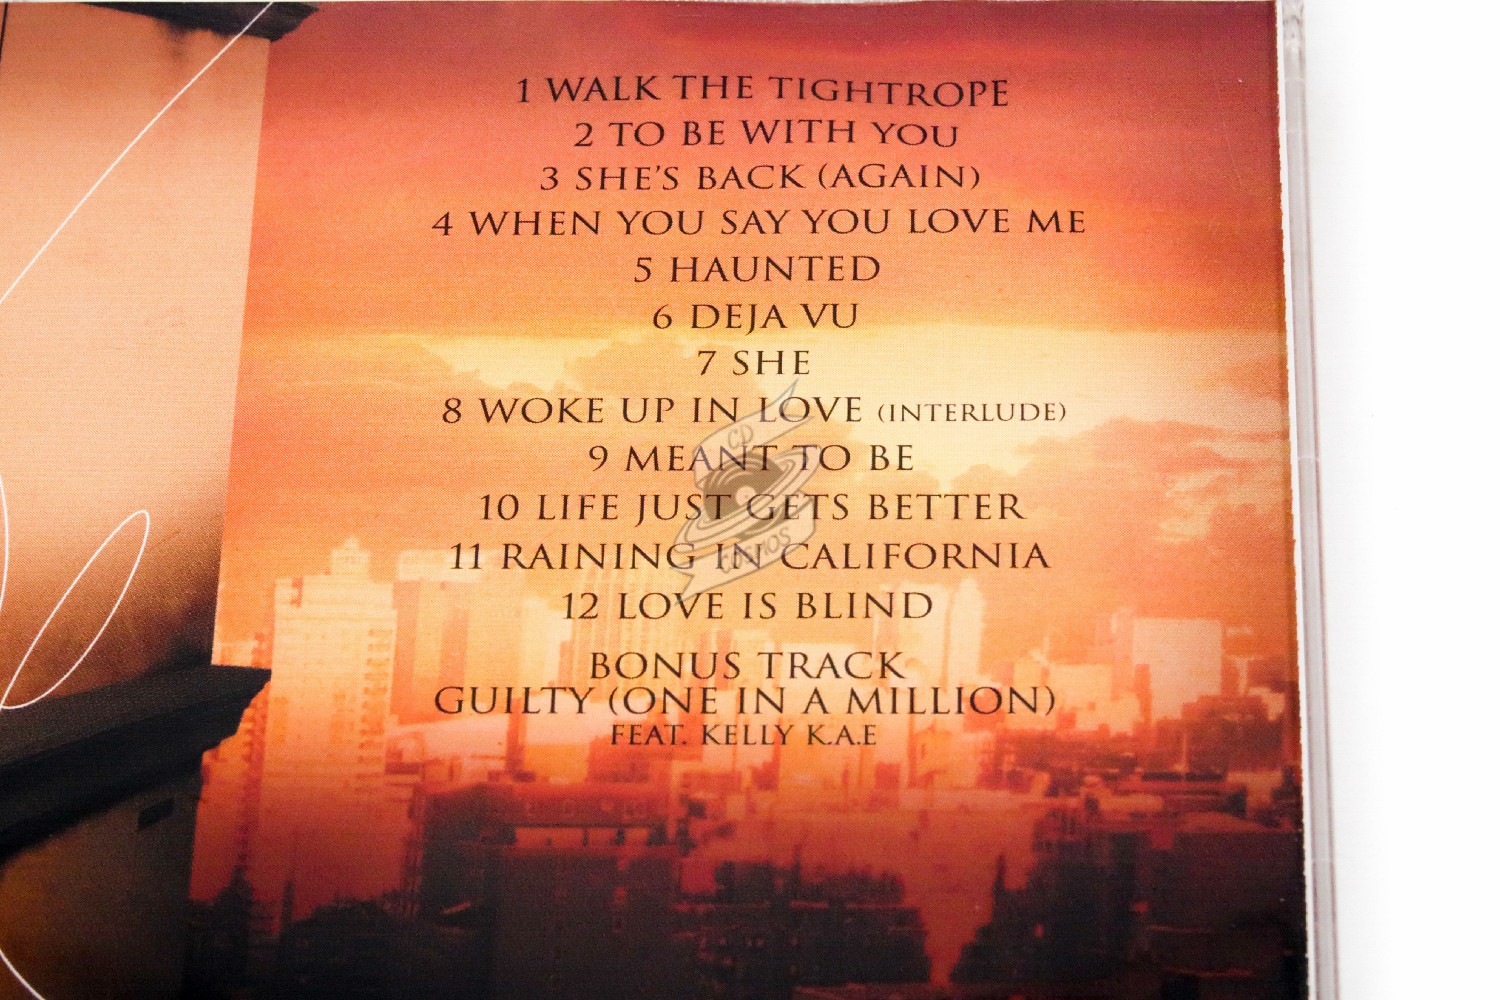 1 WALK THE TIGHTROPE
2 TO BE WITH YOU
3 SHE'S BACK (AGAIN)
4 WHEN YOU SAY YOU LOVE ME
5 HAUNTED
6 DEJA VU
7 SHE
8 WOKE UP IN LOVE (INTERLUDE)
9 MEANT TO BE
10 LIFE JUST GETS BETTER
11 RAINING IN CALIFORNIA
12 LOVE IS BLIND
BONUS TRACK
GUILTY (ONE IN A MILLION)
FEAT. KELLY K.A.E
CD
COSMOS